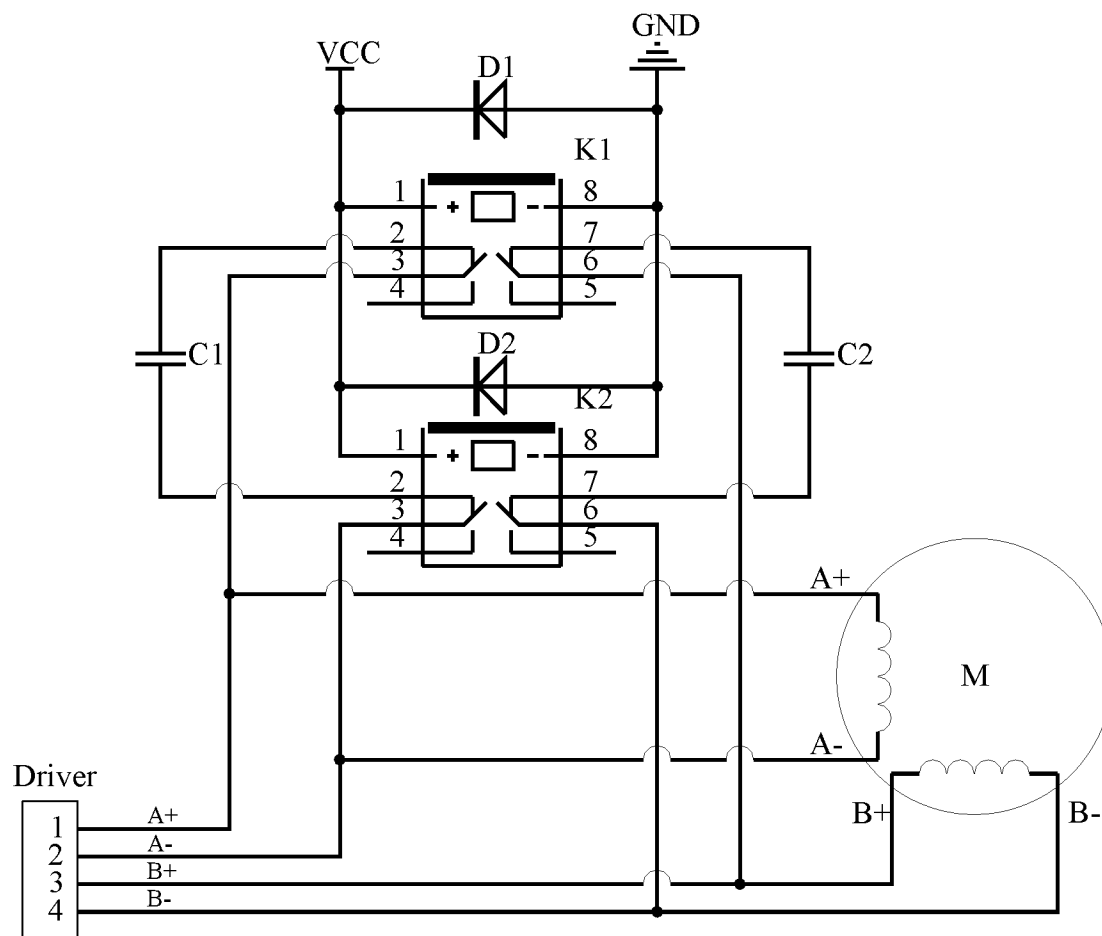 GND
VCC
D1
K1
1 + - 8
2 7
3 6
4 5
C1
D2
C2
K2
1 + - 8
2 7
3 6
4 5
A+
M
A-
Driver
B+
B-
1 A+
2 A-
3 B+
4 B-